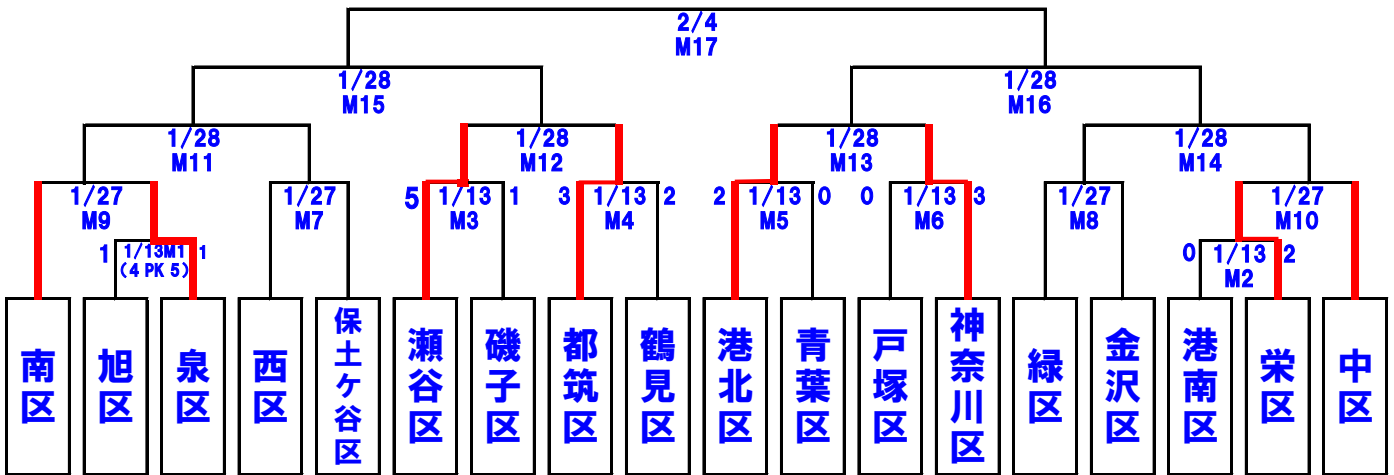 2/4
M17
1/28
M15
1/28
M16
1/28
M11
1/28
M12
1/28
M13
1/28
M14
1/27
M9
1/27
M7
5 1/13 1
M3
3 1/13 2
M4
2 1/13 0
M5
0 1/13 3
M6
1/27
M8
1/27
M10
1 1/13M1 1
(4 PK 5)
0 1/13 2
M2
南区
旭区
泉区
西区
保土ケ谷区
瀬谷区
磯子区
都筑区
鶴見区
港北区
青葉区
戸塚区
神奈川区
緑区
金沢区
港南区
栄区
中区